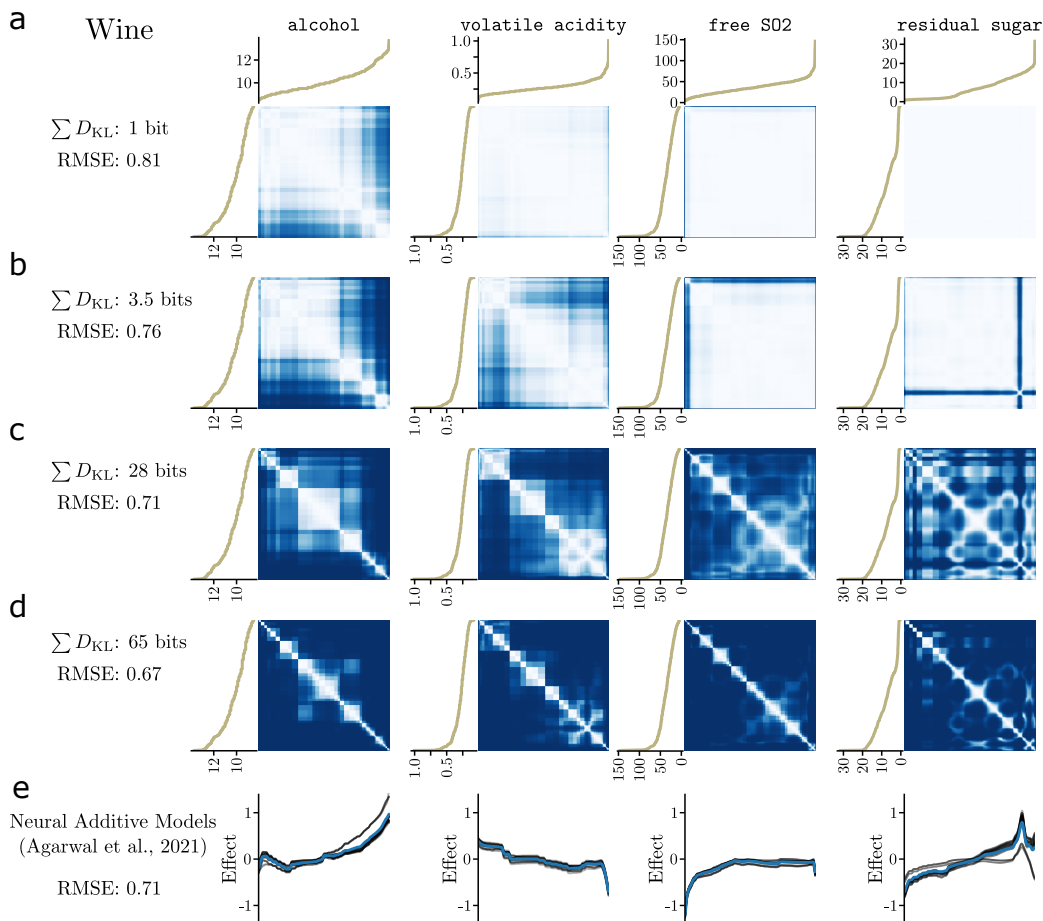 a
Wine
alcohol
volatile acidity
free SO2
residual sugar
12
10
1.0
0.5
150
100
50
0
30
20
10
0
∑ D_KL: 1 bit
RMSE: 0.81
12
10
1.0
0.5
150
100
50
0
30
20
10
0
b
∑ D_KL: 3.5 bits
RMSE: 0.76
12
10
1.0
0.5
150
100
50
0
30
20
10
0
c
∑ D_KL: 28 bits
RMSE: 0.71
12
10
1.0
0.5
150
100
50
0
30
20
10
0
d
∑ D_KL: 65 bits
RMSE: 0.67
12
10
1.0
0.5
150
100
50
0
30
20
10
0
e
Neural Additive Models
(Agarwal et al., 2021)
RMSE: 0.71
Effect
1
0
-1
Effect
1
0
-1
Effect
1
0
-1
Effect
1
0
-1